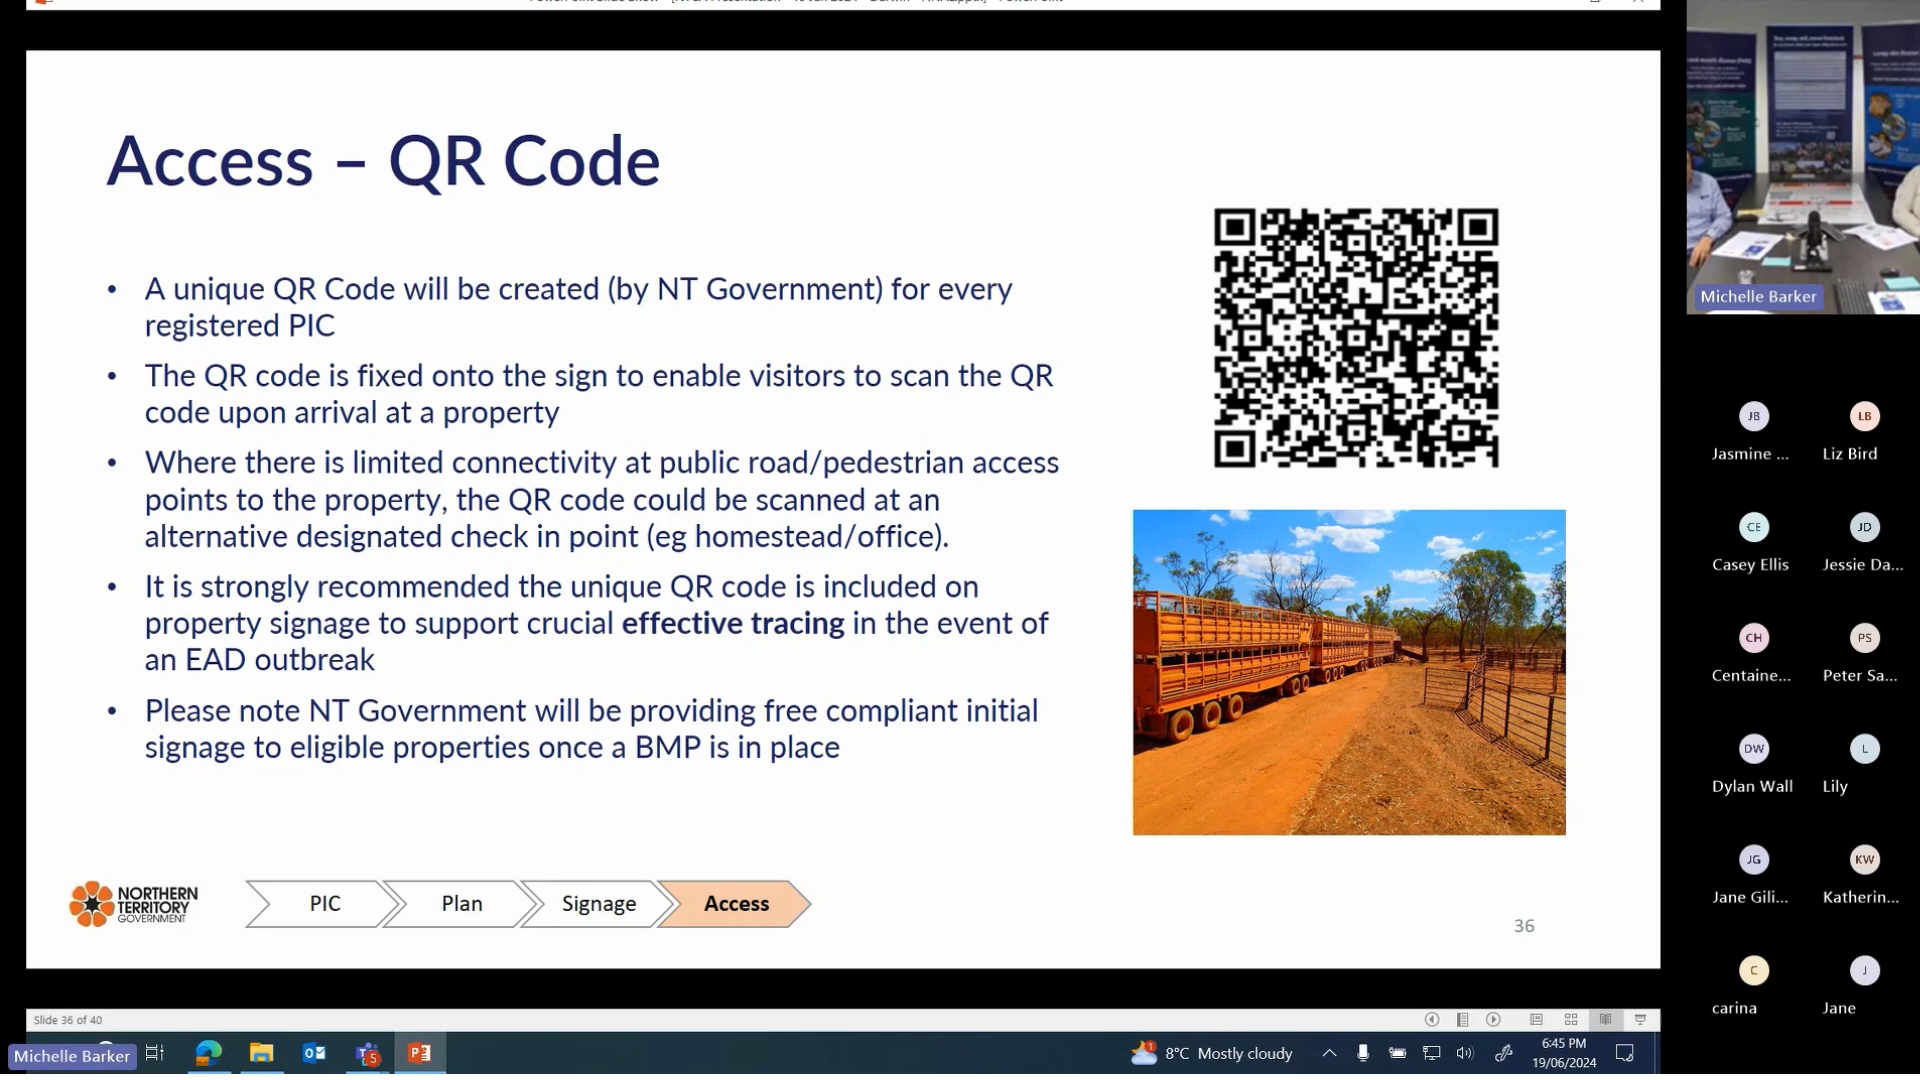 Access – QR Code
• A unique QR Code will be created (by NT Government) for every
registered PIC
• The QR code is fixed onto the sign to enable visitors to scan the QR
code upon arrival at a property
• Where there is limited connectivity at public road/pedestrian access
points to the property, the QR code could be scanned at an
alternative designated check in point (eg homestead/office).
• It is strongly recommended the unique QR code is included on
property signage to support crucial effective tracing in the event of
an EAD outbreak
• Please note NT Government will be providing free compliant initial
signage to eligible properties once a BMP is in place
NORTHERN
TERRITORY
GOVERNMENT
PIC
Plan
Signage
Access
36
Michelle Barker
JB
LB
Jasmine ...
Liz Bird
CE
JD
Casey Ellis
Jessie Da...
CH
PS
Centaine...
Peter Sa...
DW
L
Dylan Wall
Lily
JG
KW
Jane Gili...
Katherin...
C
J
carina
Jane
Slide 36 of 40
Michelle Barker
5
1
8°C Mostly cloudy
6:45 PM
19/06/2024